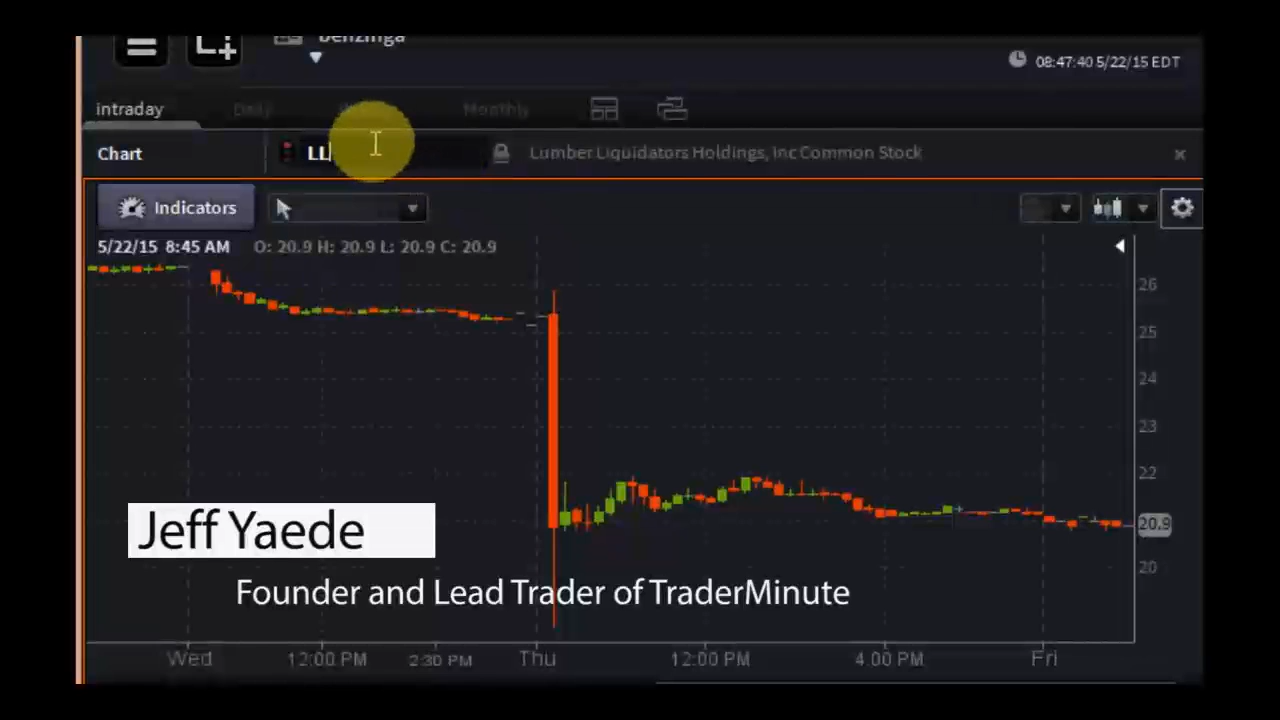 benzinga
08:47:40 5/22/15 EDT
intraday Daily Monthly
Chart LL Lumber Liquidators Holdings, Inc Common Stock ×
Indicators
5/22/15 8:45 AM O: 20.9 H: 20.9 L: 20.9 C: 20.9
26
25
24
23
22
20.9
20
Jeff Yaede
Founder and Lead Trader of TraderMinute
Wed 12:00 PM 2:30 PM Thu 12:00 PM 4:00 PM Fri